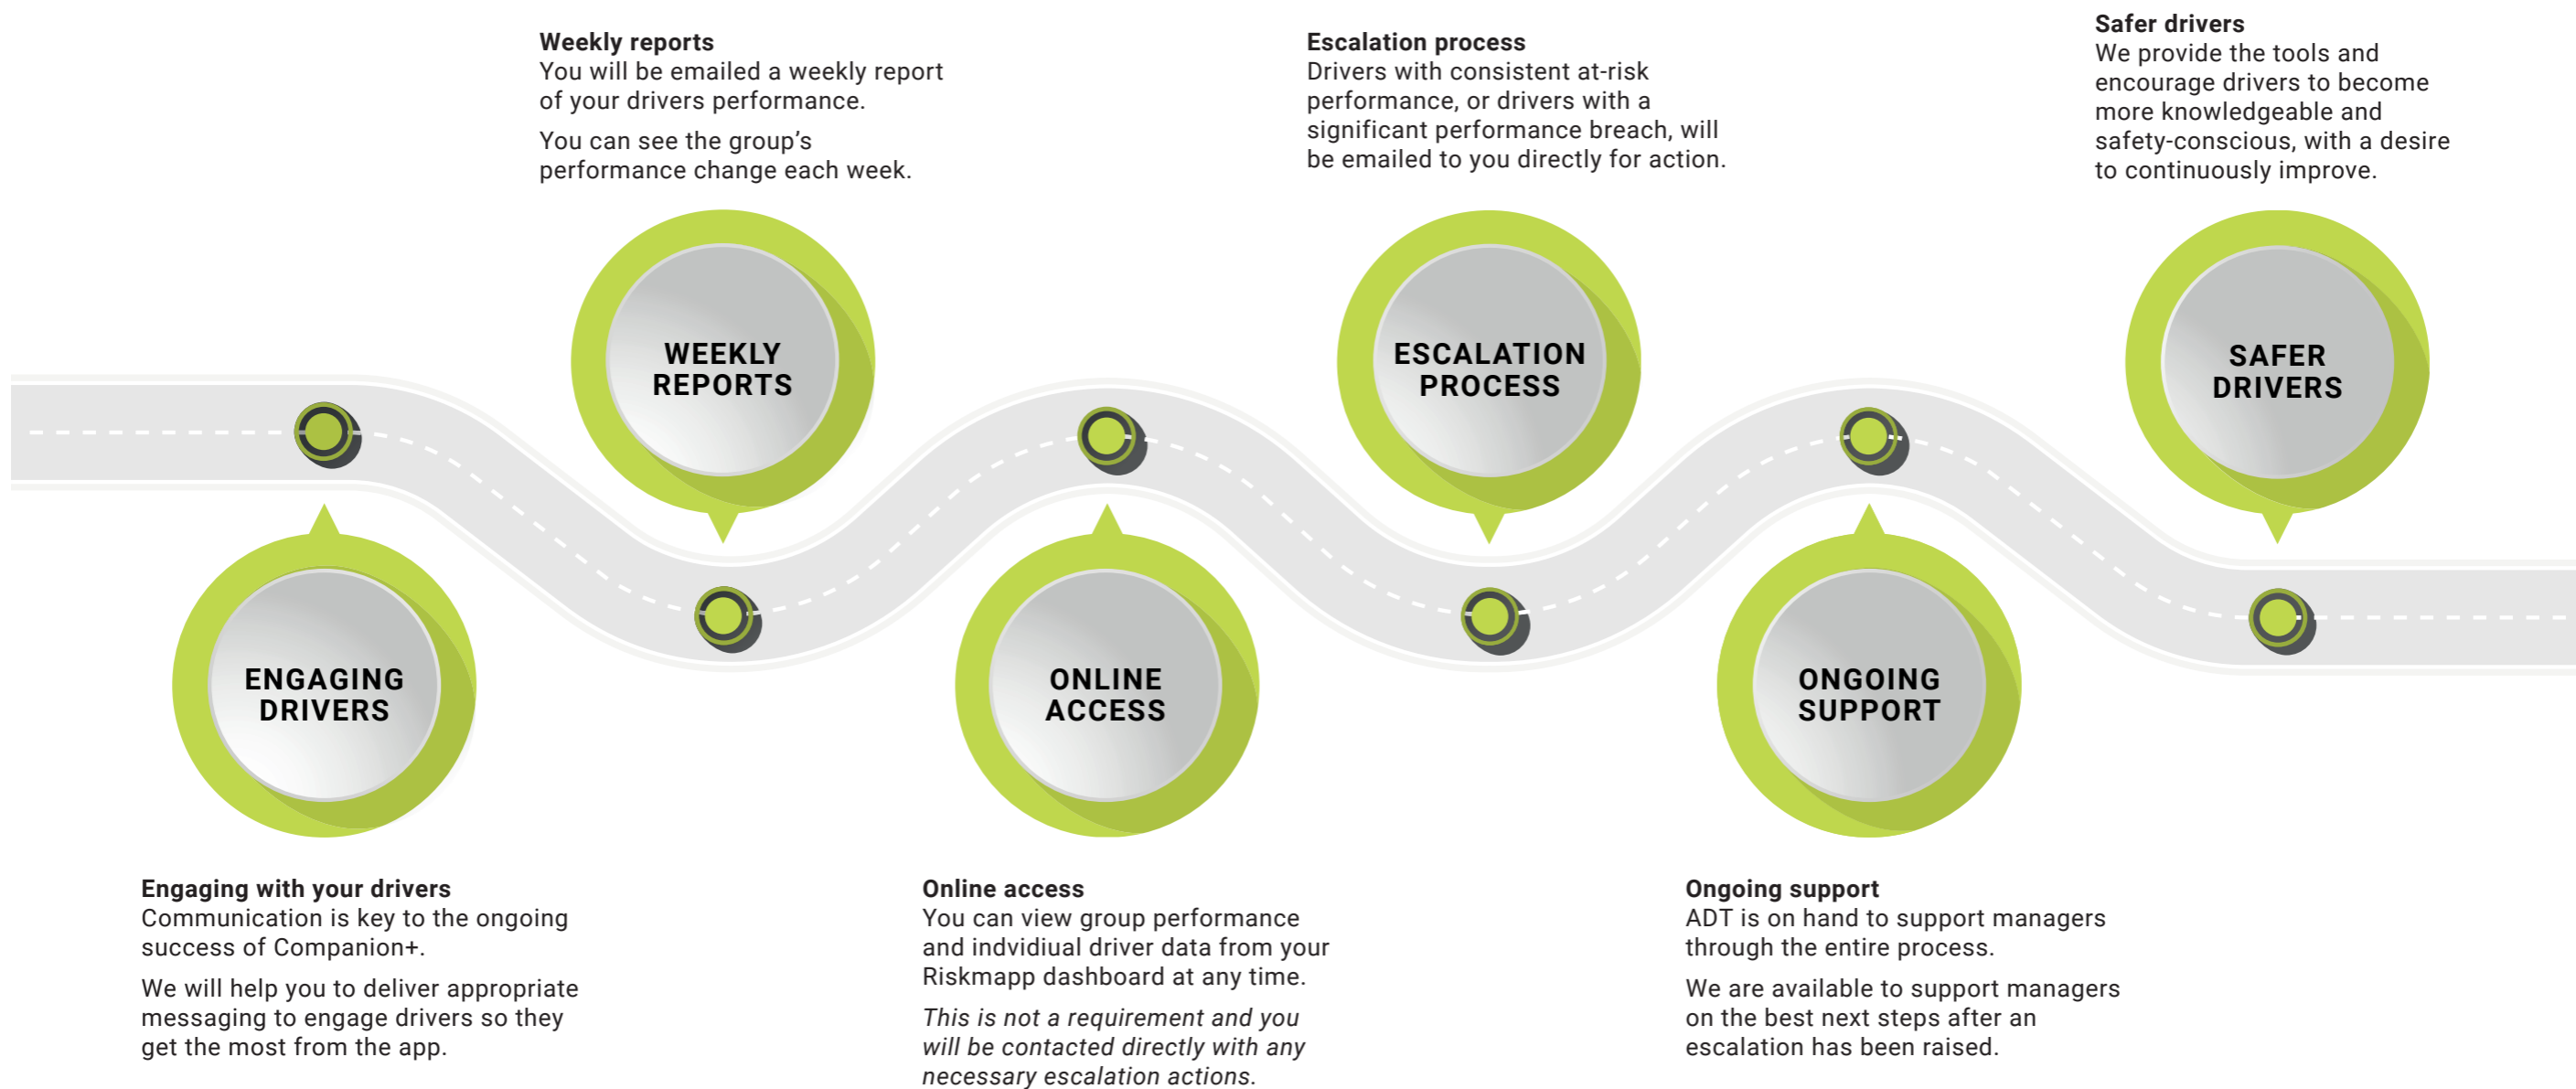 Weekly reports
You will be emailed a weekly report
of your drivers performance.
You can see the group’s
performance change each week.
Escalation process
Drivers with consistent at-risk
performance, or drivers with a
significant performance breach, will
be emailed to you directly for action.
Safer drivers
We provide the tools and
encourage drivers to become
more knowledgeable and
safety-conscious, with a desire
to continuously improve.
WEEKLY
REPORTS
ESCALATION
PROCESS
SAFER
DRIVERS
ENGAGING
DRIVERS
ONLINE
ACCESS
ONGOING
SUPPORT
Engaging with your drivers
Communication is key to the ongoing
success of Companion+.
We will help you to deliver appropriate
messaging to engage drivers so they
get the most from the app.
Online access
You can view group performance
and indvidiual driver data from your
Riskmapp dashboard at any time.
This is not a requirement and you
will be contacted directly with any
necessary escalation actions.
Ongoing support
ADT is on hand to support managers
through the entire process.
We are available to support managers
on the best next steps after an
escalation has been raised.